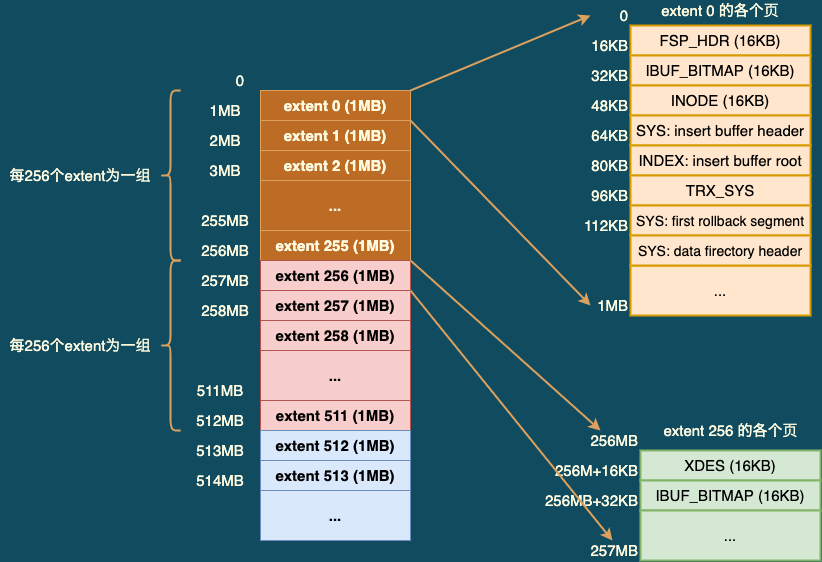 每256个extent为一组
每256个extent为一组
0
1MB
2MB
3MB
255MB
256MB
257MB
258MB
511MB
512MB
513MB
514MB
extent 0 (1MB)
extent 1 (1MB)
extent 2 (1MB)
...
extent 255 (1MB)
extent 256 (1MB)
extent 257 (1MB)
extent 258 (1MB)
...
extent 511 (1MB)
extent 512 (1MB)
extent 513 (1MB)
...
extent 0 的各个页
0
16KB
32KB
48KB
64KB
80KB
96KB
112KB
1MB
FSP_HDR (16KB)
IBUF_BITMAP (16KB)
INODE (16KB)
SYS: insert buffer header
INDEX: insert buffer root
TRX_SYS
SYS: first rollback segment
SYS: data firectory header
...
extent 256 的各个页
256MB
256M+16KB
256MB+32KB
257MB
XDES (16KB)
IBUF_BITMAP (16KB)
...